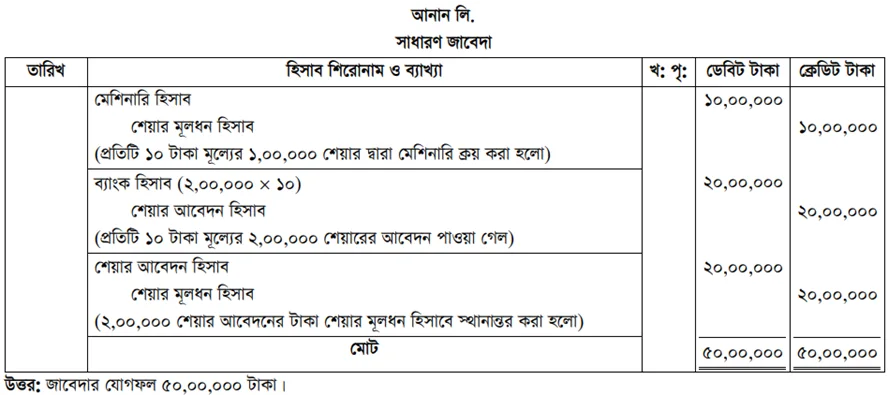 আনান লি.
সাধারণ জাবেদা
তারিখ হিসাব শিরোনাম ও ব্যাখ্যা খ: পৃ: ডেবিট টাকা ক্রেডিট টাকা
মেশিনারি হিসাব ১০,০০,০০০
শেয়ার মূলধন হিসাব ১০,০০,০০০
(প্রতিটি ১০ টাকা মূল্যের ১,০০,০০০ শেয়ার দ্বারা মেশিনারি ক্রয় করা হলো)
ব্যাংক হিসাব (২,০০,০০০ × ১০) ২০,০০,০০০
শেয়ার আবেদন হিসাব ২০,০০,০০০
(প্রতিটি ১০ টাকা মূল্যের ২,০০,০০০ শেয়ারের আবেদন পাওয়া গেল)
শেয়ার আবেদন হিসাব ২০,০০,০০০
শেয়ার মূলধন হিসাব ২০,০০,০০০
(২,০০,০০০ শেয়ার আবেদনের টাকা শেয়ার মূলধন হিসাবে স্থানান্তর করা হলো)
মোট ৫০,০০,০০০ ৫০,০০,০০০
উত্তর: জাবেদার যোগফল ৫০,০০,০০০ টাকা।